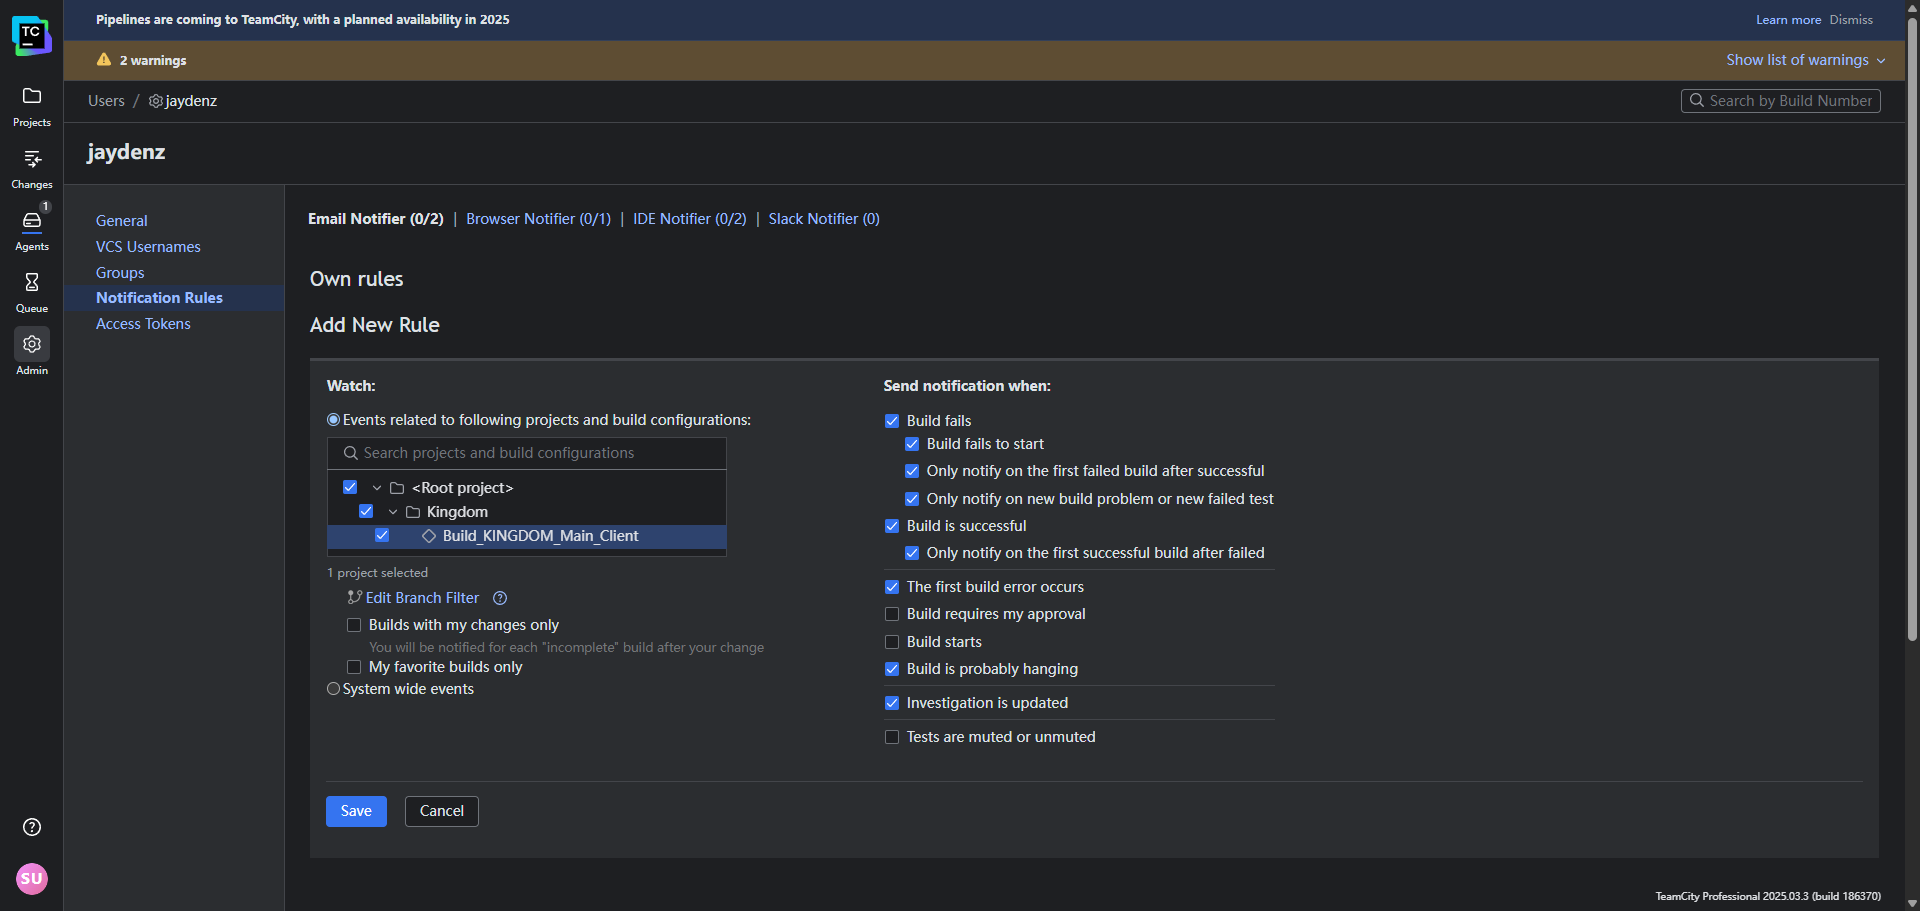 Pipelines are coming to TeamCity, with a planned availability in 2025
Learn more Dismiss
2 warnings
Show list of warnings
TC
Projects
Changes
1
Agents
Queue
Admin
SU
Users / jaydenz
Search by Build Number
jaydenz
General
VCS Usernames
Groups
Notification Rules
Access Tokens
Email Notifier (0/2) | Browser Notifier (0/1) | IDE Notifier (0/2) | Slack Notifier (0)
Own rules
Add New Rule
Watch:
Events related to following projects and build configurations:
Search projects and build configurations
<Root project>
Kingdom
Build_KINGDOM_Main_Client
1 project selected
Edit Branch Filter
Builds with my changes only
You will be notified for each "incomplete" build after your change
My favorite builds only
System wide events
Send notification when:
Build fails
Build fails to start
Only notify on the first failed build after successful
Only notify on new build problem or new failed test
Build is successful
Only notify on the first successful build after failed
The first build error occurs
Build requires my approval
Build starts
Build is probably hanging
Investigation is updated
Tests are muted or unmuted
Save
Cancel
TeamCity Professional 2025.03.3 (build 186370)